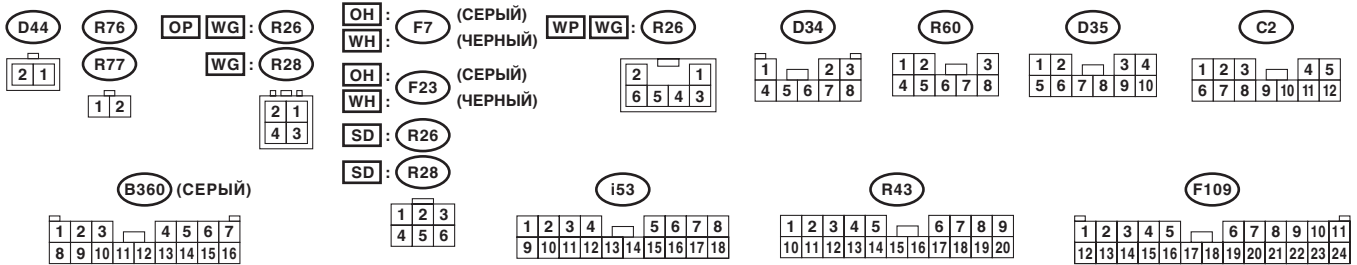 D44
2 1
R76
R77
1 2
OP WG : R26
WG : R28
2 1
4 3
OH : F7 (СЕРЫЙ)
WH : (ЧЕРНЫЙ)
OH : F23 (СЕРЫЙ)
WH : (ЧЕРНЫЙ)
SD : R26
SD : R28
1 2 3
4 5 6
WP WG : R26
2 1
6 5 4 3
D34
1 2 3
4 5 6 7 8
R60
1 2 3
4 5 6 7 8
D35
1 2 3 4
5 6 7 8 9 10
C2
1 2 3 4 5
6 7 8 9 10 11 12
B360 (СЕРЫЙ)
1 2 3 4 5 6 7
8 9 10 11 12 13 14 15 16
i53
1 2 3 4 5 6 7 8
9 10 11 12 13 14 15 16 17 18
R43
1 2 3 4 5 6 7 8 9
10 11 12 13 14 15 16 17 18 19 20
F109
1 2 3 4 5 6 7 8 9 10 11
12 13 14 15 16 17 18 19 20 21 22 23 24